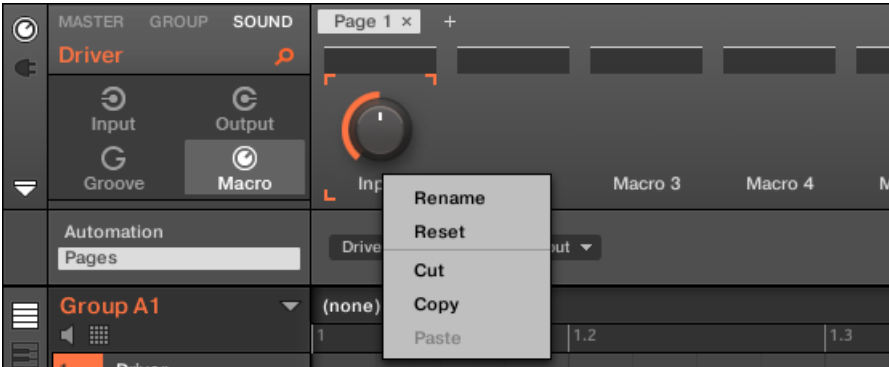 MASTER GROUP SOUND
Page 1 × +
Driver
Input Output
Groove Macro
Inp
Macro 3 Macro 4
Rename
Reset
Cut
Copy
Paste
Automation
Pages
Drive
out
Group A1
(none)
1 1.2 1.3